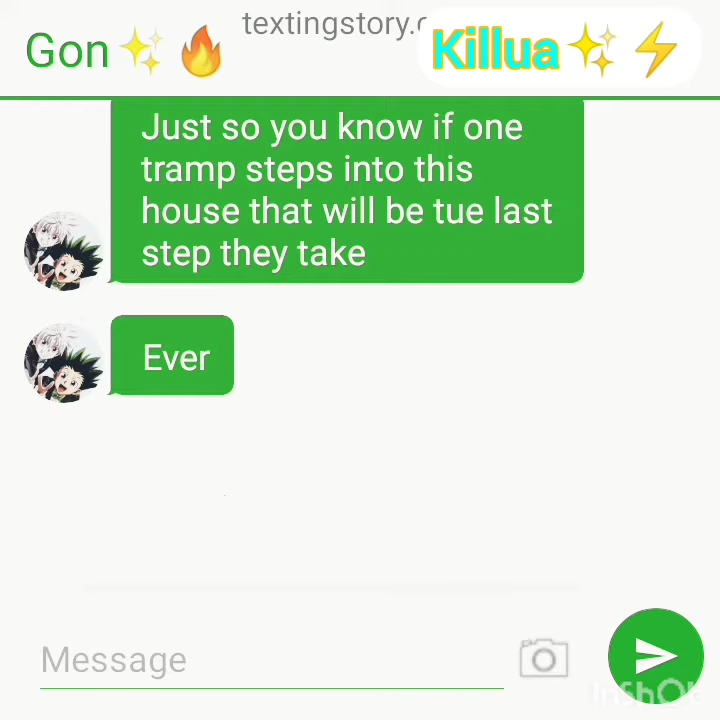 textingstory.c
Gon✨🔥
Killua✨⚡
Just so you know if one
tramp steps into this
house that will be tue last
step they take
Ever
Message
InShOt